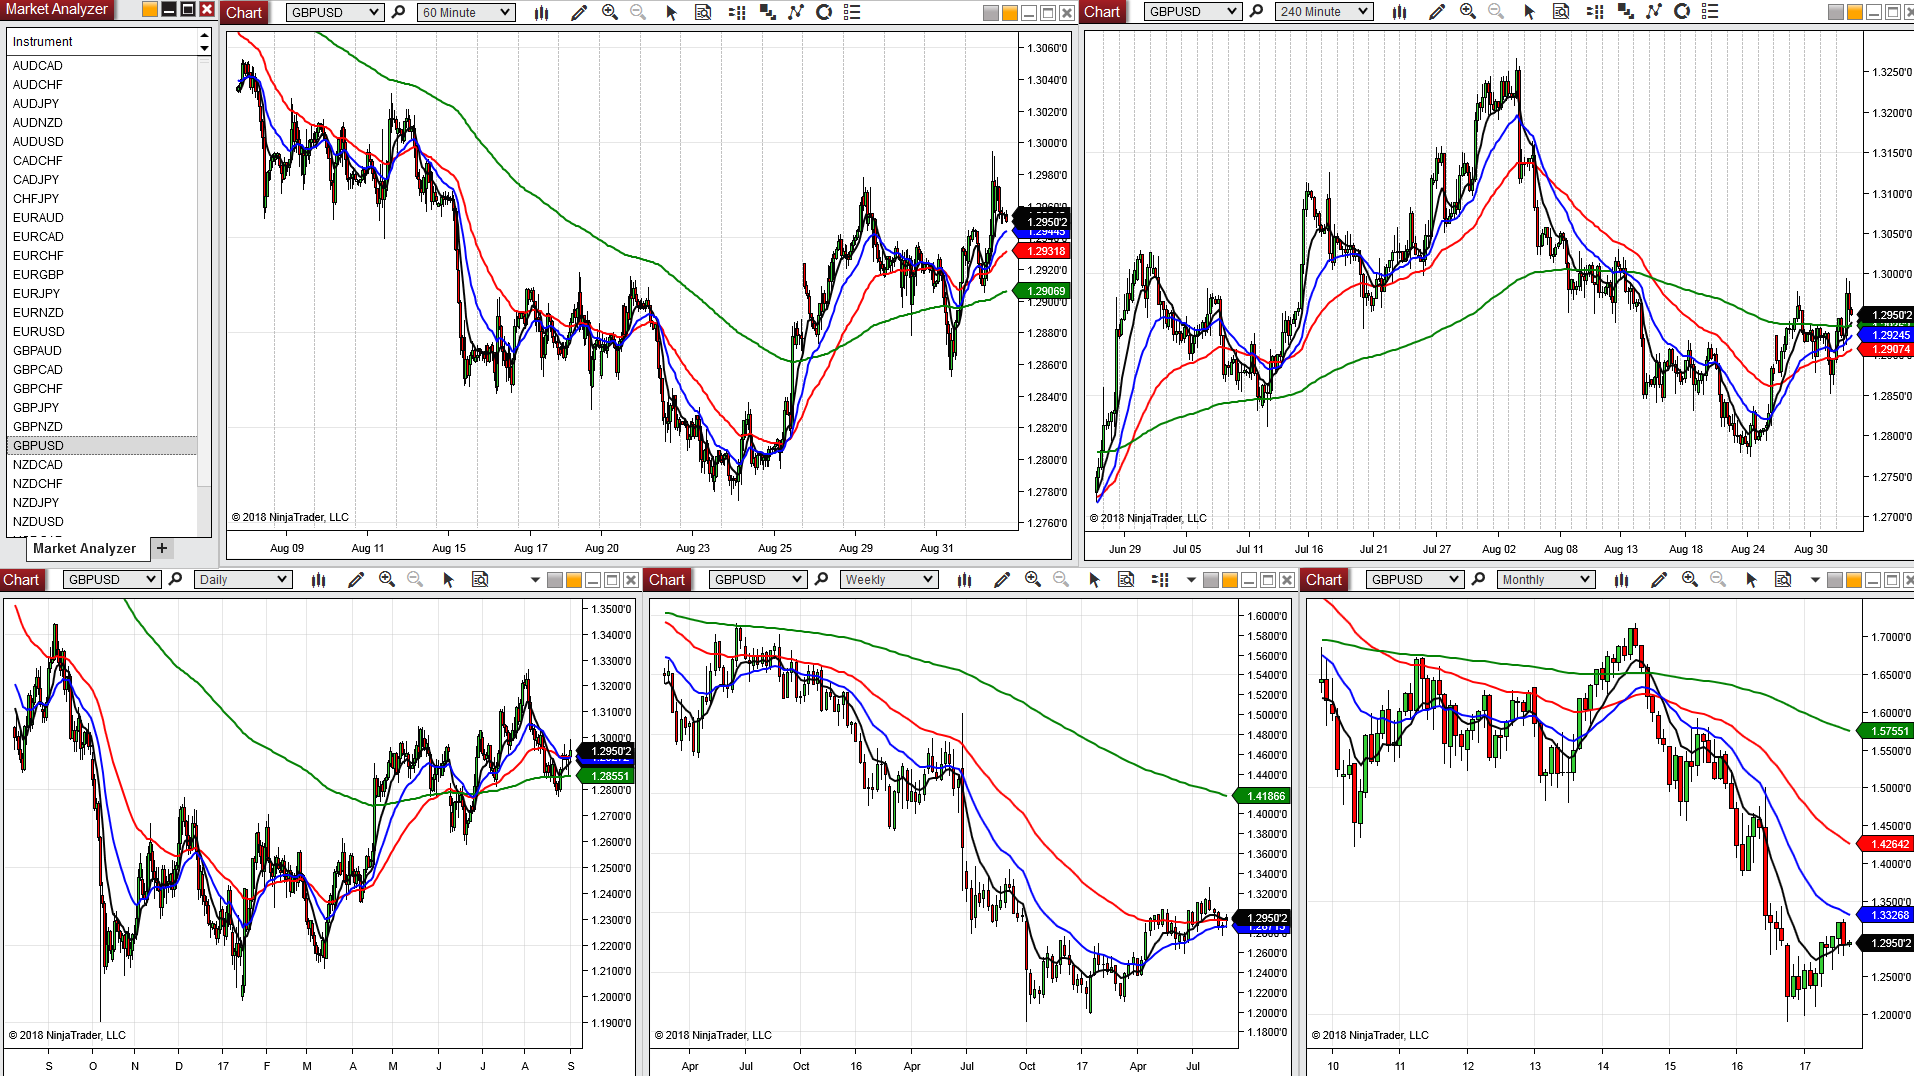 Market Analyzer
Instrument
AUDCAD
AUDCHF
AUDJPY
AUDNZD
AUDUSD
CADCHF
CADJPY
CHFJPY
EURAUD
EURCAD
EURCHF
EURGBP
EURJPY
EURNZD
EURUSD
GBPAUD
GBPCAD
GBPCHF
GBPJPY
GBPNZD
GBPUSD
NZDCAD
NZDCHF
NZDJPY
NZDUSD
Market Analyzer +
Chart GBPUSD 60 Minute
1.3060'0
1.3040'0
1.3020'0
1.3000'0
1.2980'0
1.2950'2
1.29445
1.29318
1.2920'0
1.29069
1.2900'0
1.2880'0
1.2860'0
1.2840'0
1.2820'0
1.2800'0
1.2780'0
1.2760'0
© 2018 NinjaTrader, LLC
Aug 09 Aug 11 Aug 15 Aug 17 Aug 20 Aug 23 Aug 25 Aug 29 Aug 31
Chart GBPUSD 240 Minute
1.3250'0
1.3200'0
1.3150'0
1.3100'0
1.3050'0
1.3000'0
1.2950'2
1.29245
1.29074
1.2850'0
1.2800'0
1.2750'0
1.2700'0
© 2018 NinjaTrader, LLC
Jun 29 Jul 05 Jul 11 Jul 16 Jul 21 Jul 27 Aug 02 Aug 08 Aug 13 Aug 18 Aug 24 Aug 30
Chart GBPUSD Daily
1.3500'0
1.3400'0
1.3300'0
1.3200'0
1.3100'0
1.3000'0
1.2950'2
1.28551
1.2800'0
1.2700'0
1.2600'0
1.2500'0
1.2400'0
1.2300'0
1.2200'0
1.2100'0
1.2000'0
1.1900'0
© 2018 NinjaTrader, LLC
S O N D 17 F M A M J J A S
Chart GBPUSD Weekly
1.6000'0
1.5800'0
1.5600'0
1.5400'0
1.5200'0
1.5000'0
1.4800'0
1.4600'0
1.4400'0
1.41866
1.4000'0
1.3800'0
1.3600'0
1.3400'0
1.3200'0
1.2950'2
1.2600'0
1.2400'0
1.2200'0
1.2000'0
1.1800'0
© 2018 NinjaTrader, LLC
Apr Jul Oct 16 Apr Jul Oct 17 Apr Jul
Chart GBPUSD Monthly
1.7000'0
1.6500'0
1.6000'0
1.57551
1.5500'0
1.5000'0
1.4500'0
1.42642
1.4000'0
1.3500'0
1.33268
1.2950'2
1.2500'0
1.2000'0
© 2018 NinjaTrader, LLC
10 11 12 13 14 15 16 17